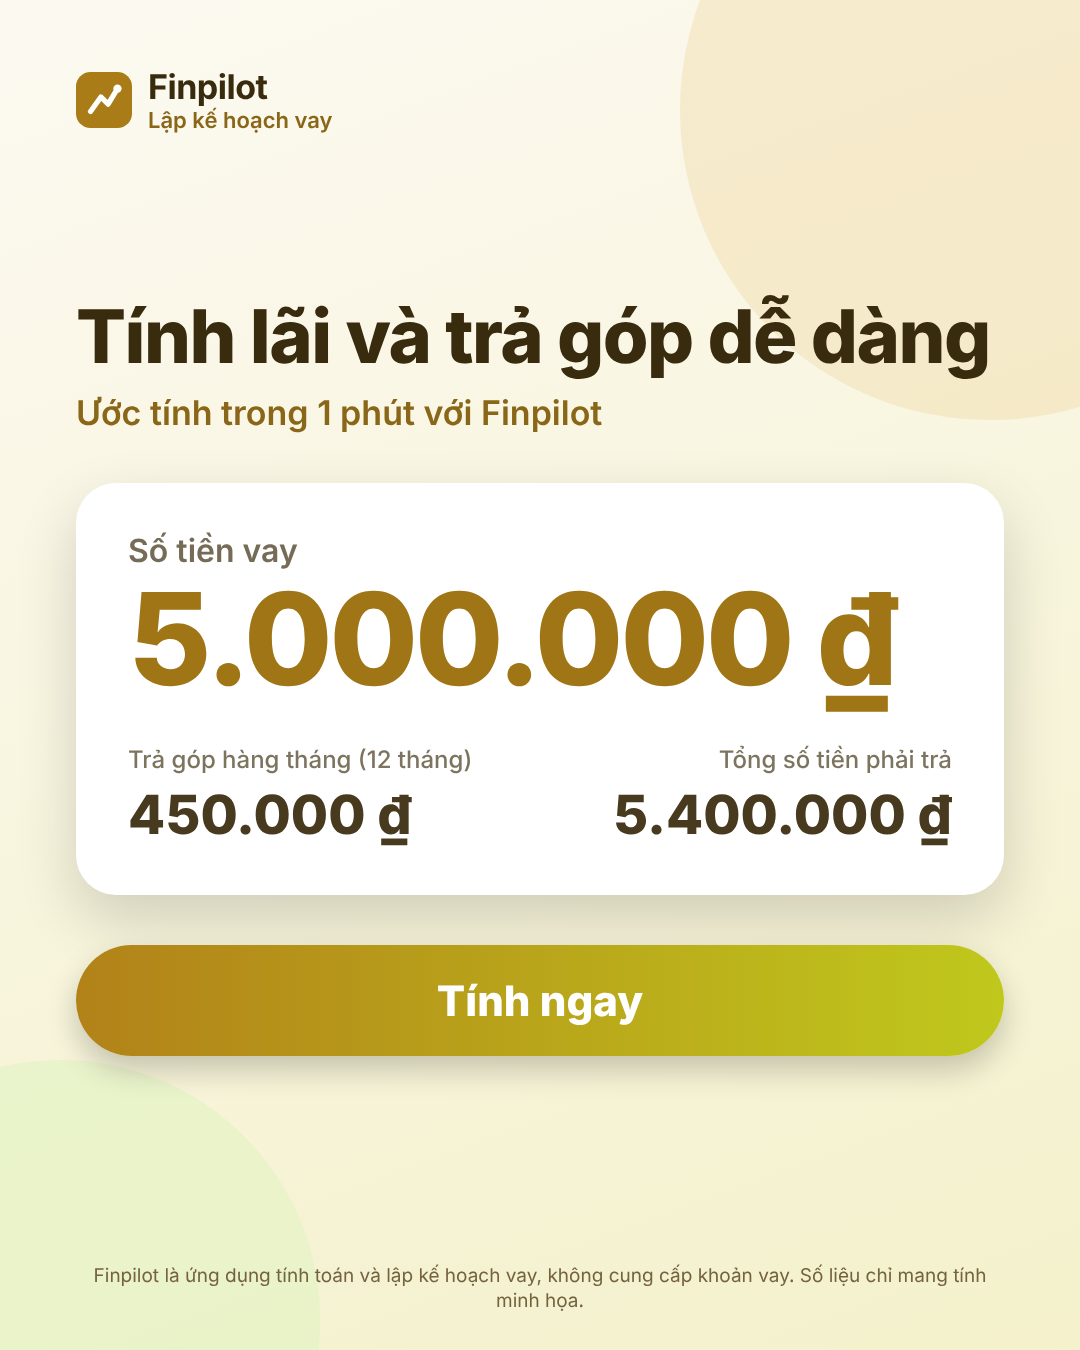 Finpilot
Lập kế hoạch vay
Tính lãi và trả góp dễ dàng
Ước tính trong 1 phút với Finpilot
Số tiền vay
5.000.000 ₫
Trả góp hàng tháng (12 tháng)
Tổng số tiền phải trả
450.000 ₫
5.400.000 ₫
Tính ngay
Finpilot là ứng dụng tính toán và lập kế hoạch vay, không cung cấp khoản vay. Số liệu chỉ mang tính
minh họa.